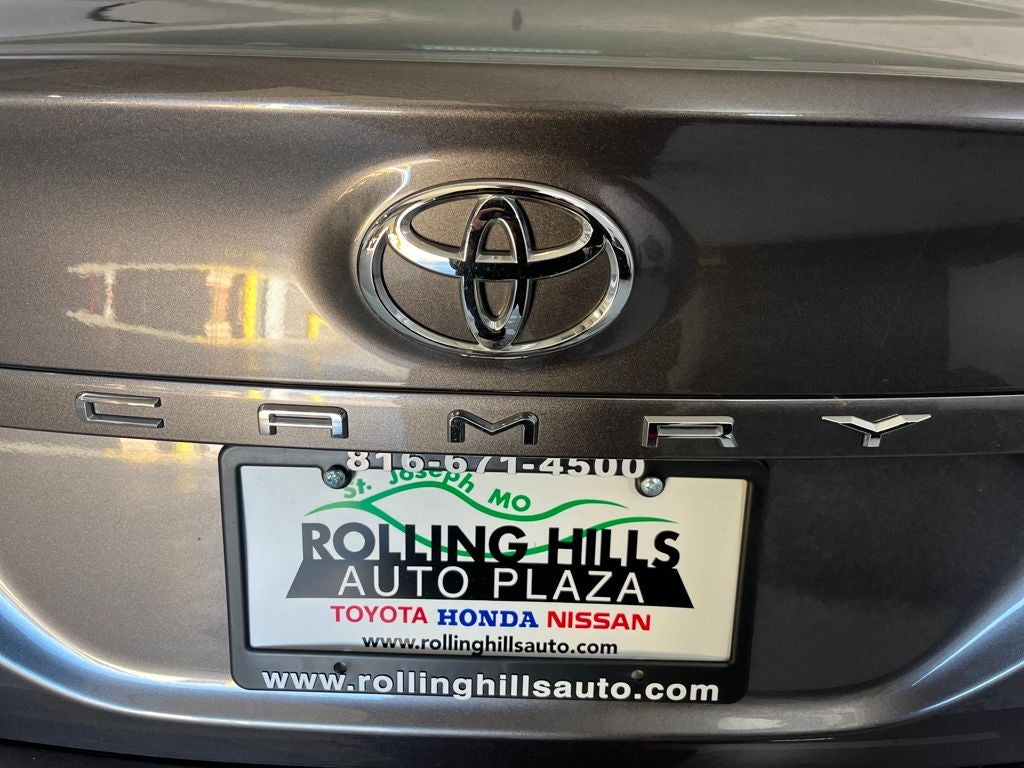 CAMRY
816-671-4500
St. Joseph MO
ROLLING HILLS
AUTO PLAZA
TOYOTA HONDA NISSAN
www.rollinghillsauto.com
www.rollinghillsauto.com